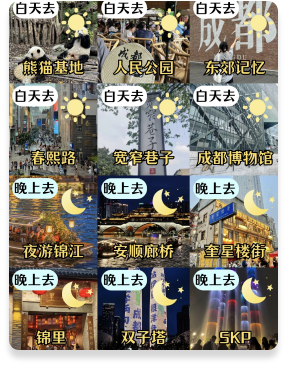 白天去
白天去
白天去
成都
成都
熊猫基地
人民公园
东郊记忆
白天去
白天去
白天去
春熙路
宽窄巷子
成都博物馆
晚上去
晚上去
晚上去
夜游锦江
安顺廊桥
奎星楼街
晚上去
晚上去
晚上去
锦里
双子塔
SKP